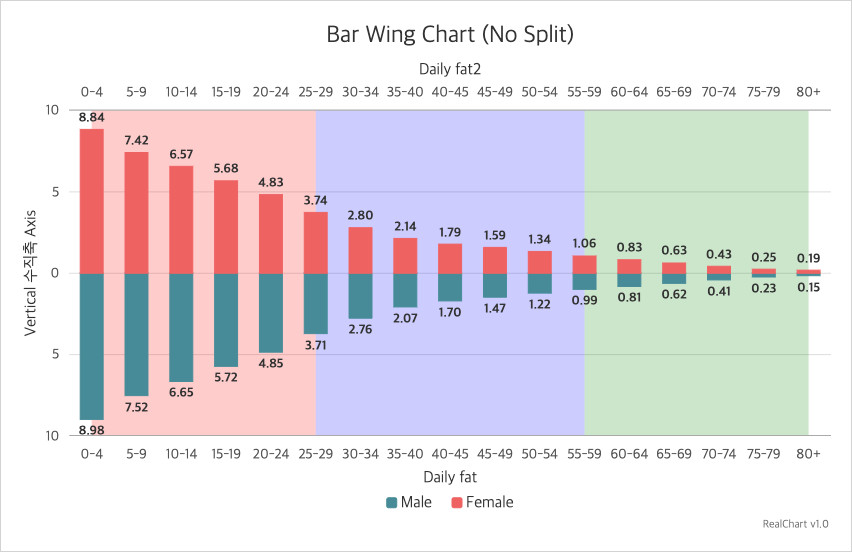 Bar Wing Chart (No Split)
Daily fat2
0-4 5-9 10-14 15-19 20-24 25-29 30-34 35-40 40-45 45-49 50-54 55-59 60-64 65-69 70-74 75-79 80+
10
8.84 7.42 6.57 5.68 4.83 3.74 2.80 2.14 1.79 1.59 1.34 1.06 0.83 0.63 0.43 0.25 0.19
5
Vertical 수직축 Axis
0
8.98 7.52 6.65 5.72 4.85 3.71 2.76 2.07 1.70 1.47 1.22 0.99 0.81 0.62 0.41 0.23 0.15
5
10
0-4 5-9 10-14 15-19 20-24 25-29 30-34 35-40 40-45 45-49 50-54 55-59 60-64 65-69 70-74 75-79 80+
Daily fat
Male Female
RealChart v1.0